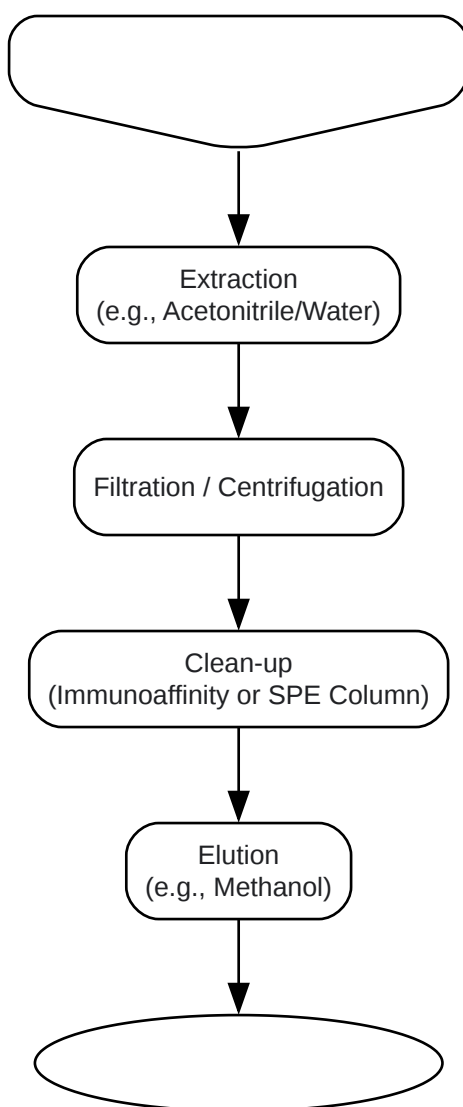 Extraction
(e.g., Acetonitrile/Water)
Filtration / Centrifugation
Clean-up
(Immunoaffinity or SPE Column)
Elution
(e.g., Methanol)